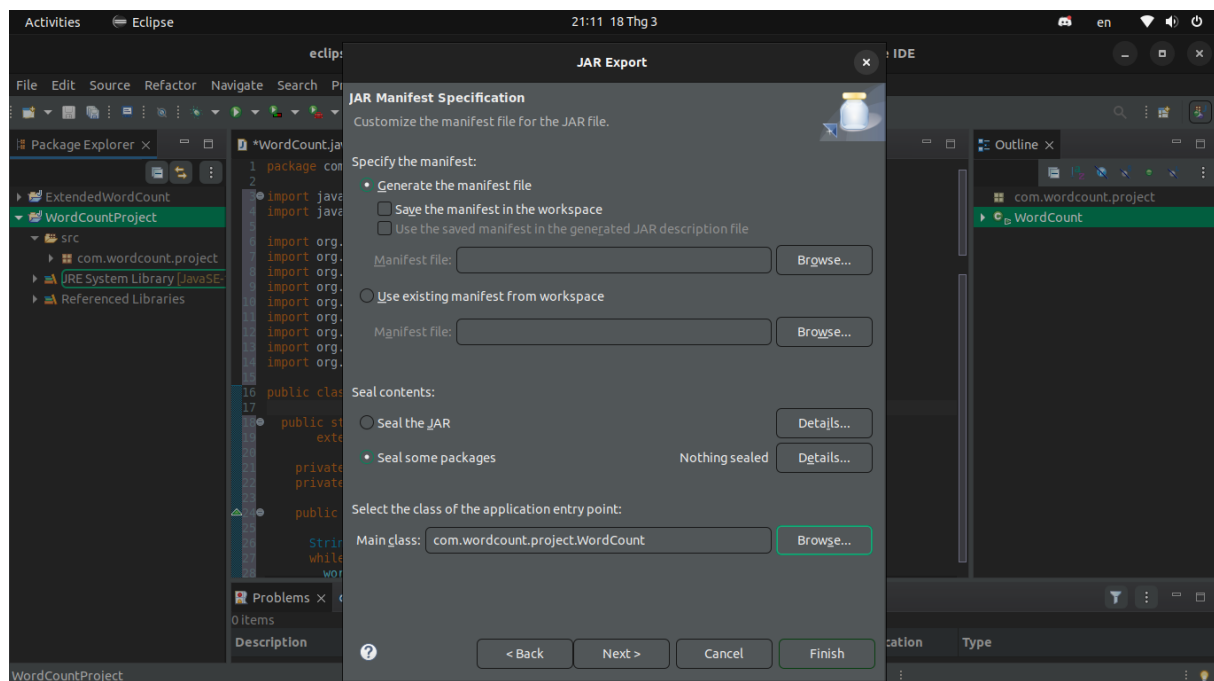 Activities Eclipse 21:11 18 Thg 3 en
eclips IDE
File Edit Source Refactor Navigate Search Pr
Package Explorer
ExtendedWordCount
WordCountProject
src
com.wordcount.project
JRE System Library [JavaSE-
Referenced Libraries
*WordCount.jav
1 package com
2
3 import java
4 import java
5
6 import org.
7 import org.
8 import org.
9 import org.
10 import org.
11 import org.
12 import org.
13 import org.
14 import org.
15
16 public clas
17
18 public st
19 exte
20
21 private
22 private
23
24 public
25
26 Strin
27 while
28 wor
JAR Export
JAR Manifest Specification
Customize the manifest file for the JAR file.
Specify the manifest:
Generate the manifest file
Save the manifest in the workspace
Use the saved manifest in the generated JAR description file
Manifest file: Browse...
Use existing manifest from workspace
Manifest file: Browse...
Seal contents:
Seal the JAR Details...
Seal some packages Nothing sealed Details...
Select the class of the application entry point:
Main class: com.wordcount.project.WordCount Browse...
< Back Next > Cancel Finish
Outline
com.wordcount.project
WordCount
Problems
0 items
Description cation Type
WordCountProject